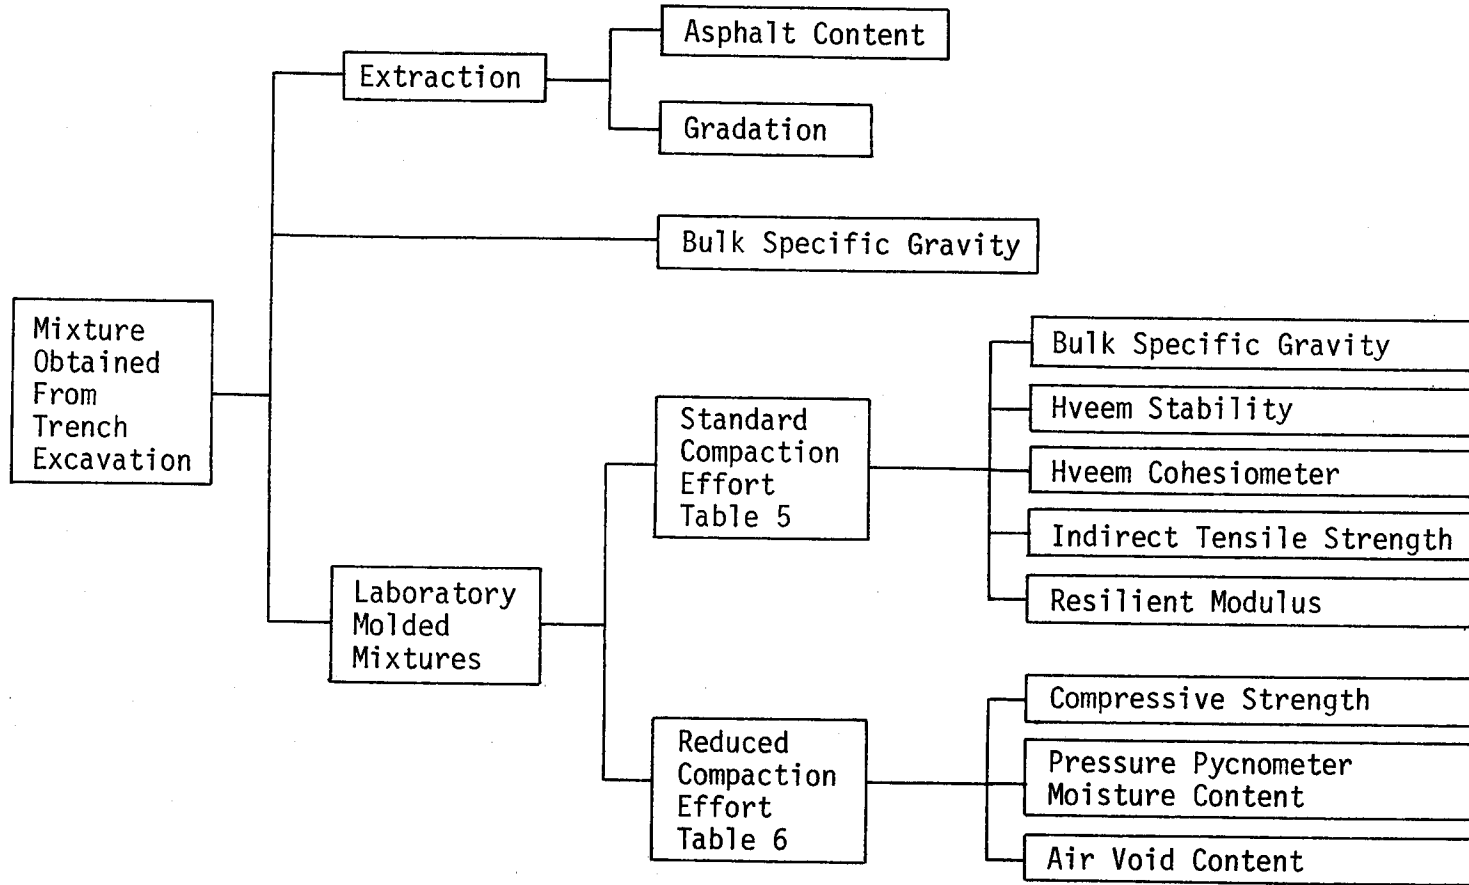 Asphalt Content
Extraction
Gradation
Bulk Specific Gravity
Mixture
Obtained
From
Trench
Excavation
Laboratory
Molded
Mixtures
Standard
Compaction
Effort
Table 5
Bulk Specific Gravity
Hveem Stability
Hveem Cohesiometer
Indirect Tensile Strength
Resilient Modulus
Reduced
Compaction
Effort
Table 6
Compressive Strength
Pressure Pycnometer
Moisture Content
Air Void Content